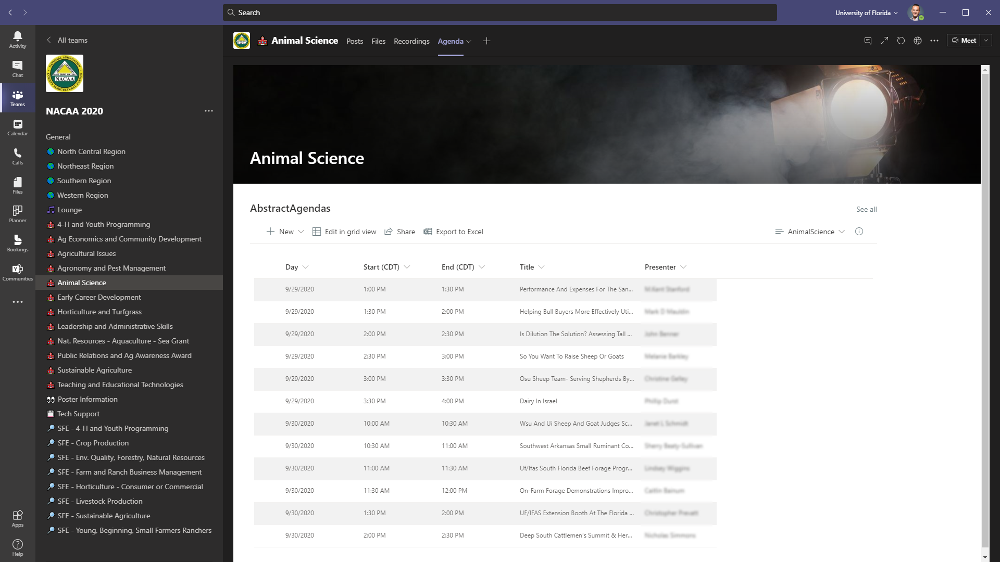 Search
University of Florida
Activity
Chat
Teams
Calendar
Calls
Files
Planner
Bookings
Communities
Apps
Help
All teams
NATIONAL ASSOCIATION
COUNTY AGRICULTURAL AGENTS
NACAA
NACAA 2020
General
North Central Region
Northeast Region
Southern Region
Western Region
Lounge
4-H and Youth Programming
Ag Economics and Community Development
Agricultural Issues
Agronomy and Pest Management
Animal Science
Early Career Development
Horticulture and Turfgrass
Leadership and Administrative Skills
Nat. Resources - Aquaculture - Sea Grant
Public Relations and Ag Awareness Award
Sustainable Agriculture
Teaching and Educational Technologies
Poster Information
Tech Support
SFE - 4-H and Youth Programming
SFE - Crop Production
SFE - Env. Quality, Forestry, Natural Resources
SFE - Farm and Ranch Business Management
SFE - Horticulture - Consumer or Commercial
SFE - Livestock Production
SFE - Sustainable Agriculture
SFE - Young, Beginning, Small Farmers Ranchers
Animal Science Posts Files Recordings Agenda Meet
Animal Science
AbstractAgendas See all
New Edit in grid view Share Export to Excel AnimalScience
Day Start (CDT) End (CDT) Title Presenter
9/29/2020 1:00 PM 1:30 PM Performance And Expenses For The San...
9/29/2020 1:30 PM 2:00 PM Helping Bull Buyers More Effectively Uti...
9/29/2020 2:00 PM 2:30 PM Is Dilution The Solution? Assessing Tall ...
9/29/2020 2:30 PM 3:00 PM So You Want To Raise Sheep Or Goats
9/29/2020 3:00 PM 3:30 PM Osu Sheep Team- Serving Shepherds By...
9/29/2020 3:30 PM 4:00 PM Dairy In Israel
9/30/2020 10:00 AM 10:30 AM Wsu And Ui Sheep And Goat Judges Sc...
9/30/2020 10:30 AM 11:00 AM Southwest Arkansas Small Ruminant Co...
9/30/2020 11:00 AM 11:30 AM Uf/Ifas South Florida Beef Forage Progr...
9/30/2020 11:30 AM 12:00 PM On-Farm Forage Demonstrations Impro...
9/30/2020 1:30 PM 2:00 PM UF/IFAS Extension Booth At The Florida ...
9/30/2020 2:00 PM 2:30 PM Deep South Cattlemen's Summit & Her...